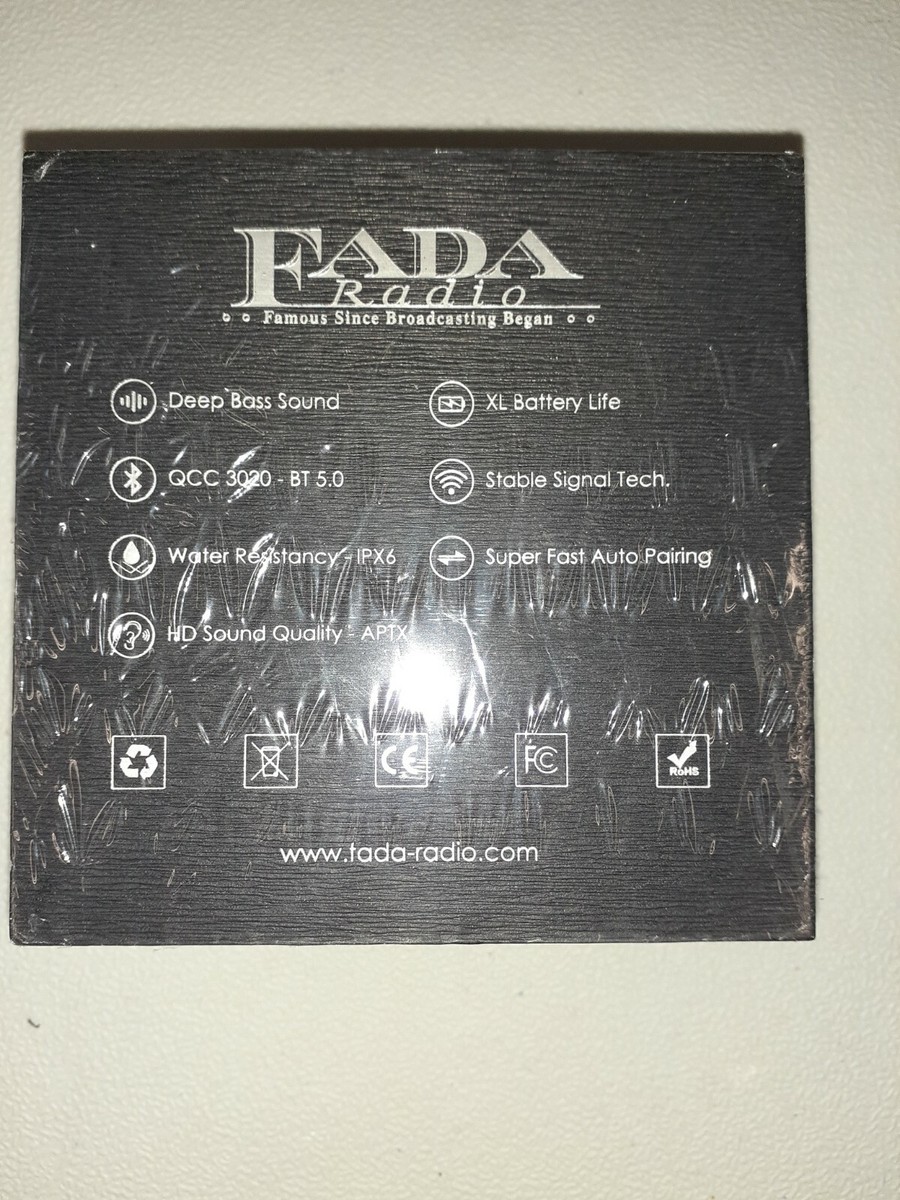 FADA
Radio
Famous Since Broadcasting Began
Deep Bass Sound
XL Battery Life
QCC 3020 - BT 5.0
Stable Signal Tech.
Water Resistancy - IPX6
Super Fast Auto Pairing
HD Sound Quality - APTX
CE
FC
RoHS
www.fada-radio.com